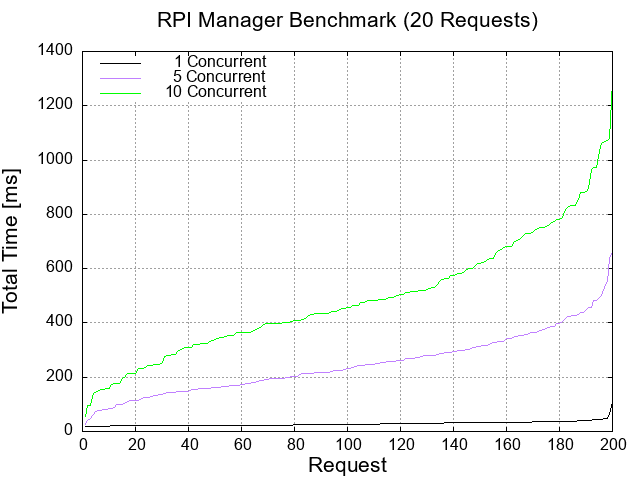 RPI Manager Benchmark (20 Requests)
1400
1200
1000
800
600
400
200
0
Total Time [ms]
1 Concurrent
5 Concurrent
10 Concurrent
0 20 40 60 80 100 120 140 160 180 200
Request